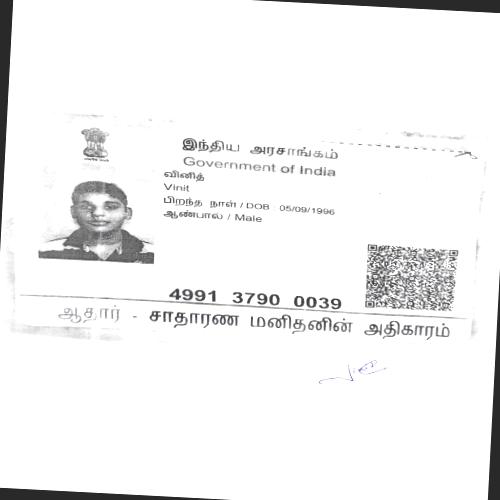 இந்திய அரசாங்கம்
Government of India
வினித்
Vinit
பிறந்த நாள் / DOB 05/09/1996
ஆண்பால் / Male
4991 3790 0039
ஆதார் - சாதாரண மனிதனின் அதிகாரம்